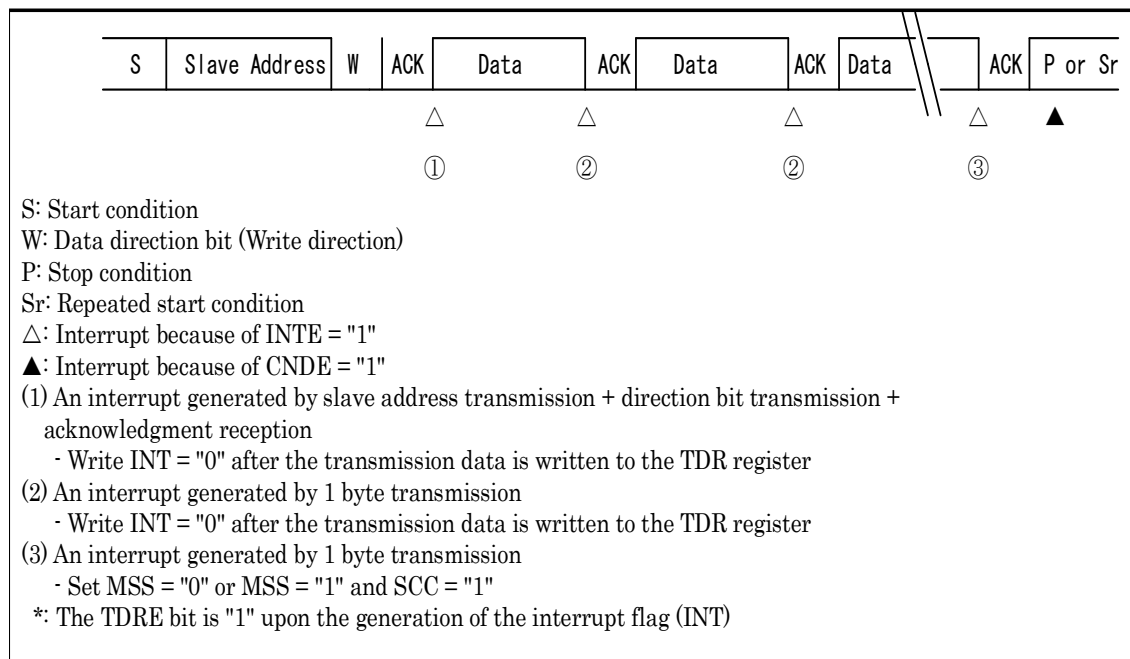 S Slave Address W ACK Data ACK Data ACK Data ACK P or Sr
△ △ △ △ ▲
① ② ② ③
S: Start condition
W: Data direction bit (Write direction)
P: Stop condition
Sr: Repeated start condition
△: Interrupt because of INTE = "1"
▲: Interrupt because of CNDE = "1"
(1) An interrupt generated by slave address transmission + direction bit transmission +
acknowledgment reception
- Write INT = "0" after the transmission data is written to the TDR register
(2) An interrupt generated by 1 byte transmission
- Write INT = "0" after the transmission data is written to the TDR register
(3) An interrupt generated by 1 byte transmission
- Set MSS = "0" or MSS = "1" and SCC = "1"
*: The TDRE bit is "1" upon the generation of the interrupt flag (INT)